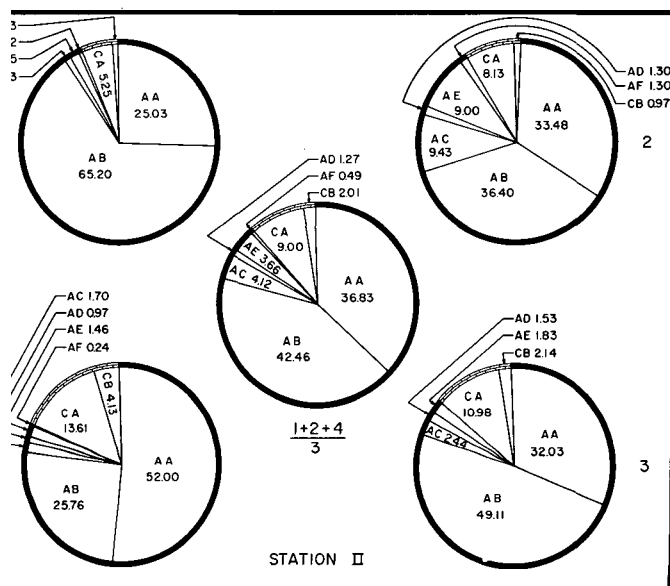 3
2
5
3
CA 5.25
AA
25.03
AB
65.20
CA
8.13
AE
9.00
AC
9.43
AA
33.48
AB
36.40
AD 1.30
AF 1.30
CB 0.97
2
AD 1.27
AF 0.49
CB 2.01
CA
9.00
AE 3.66
AC 4.12
AA
36.83
AB
42.46
1+2+4
3
AC 1.70
AD 0.97
AE 1.46
AF 0.24
CB 4.13
CA
13.61
AA
52.00
AB
25.76
AD 1.53
AE 1.83
CB 2.14
CA
10.98
AC 2.44
AA
32.03
AB
49.11
3
STATION II